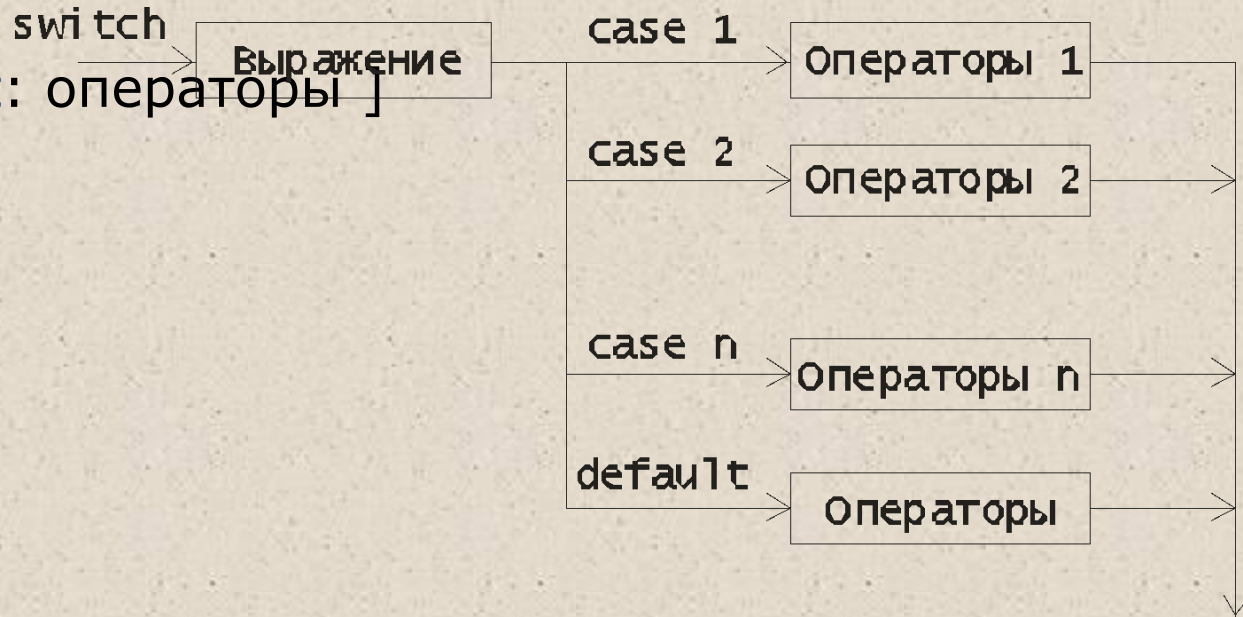 switch
Выражение
: операторы ]
case 1
Операторы 1
case 2
Операторы 2
case n
Операторы n
default
Операторы